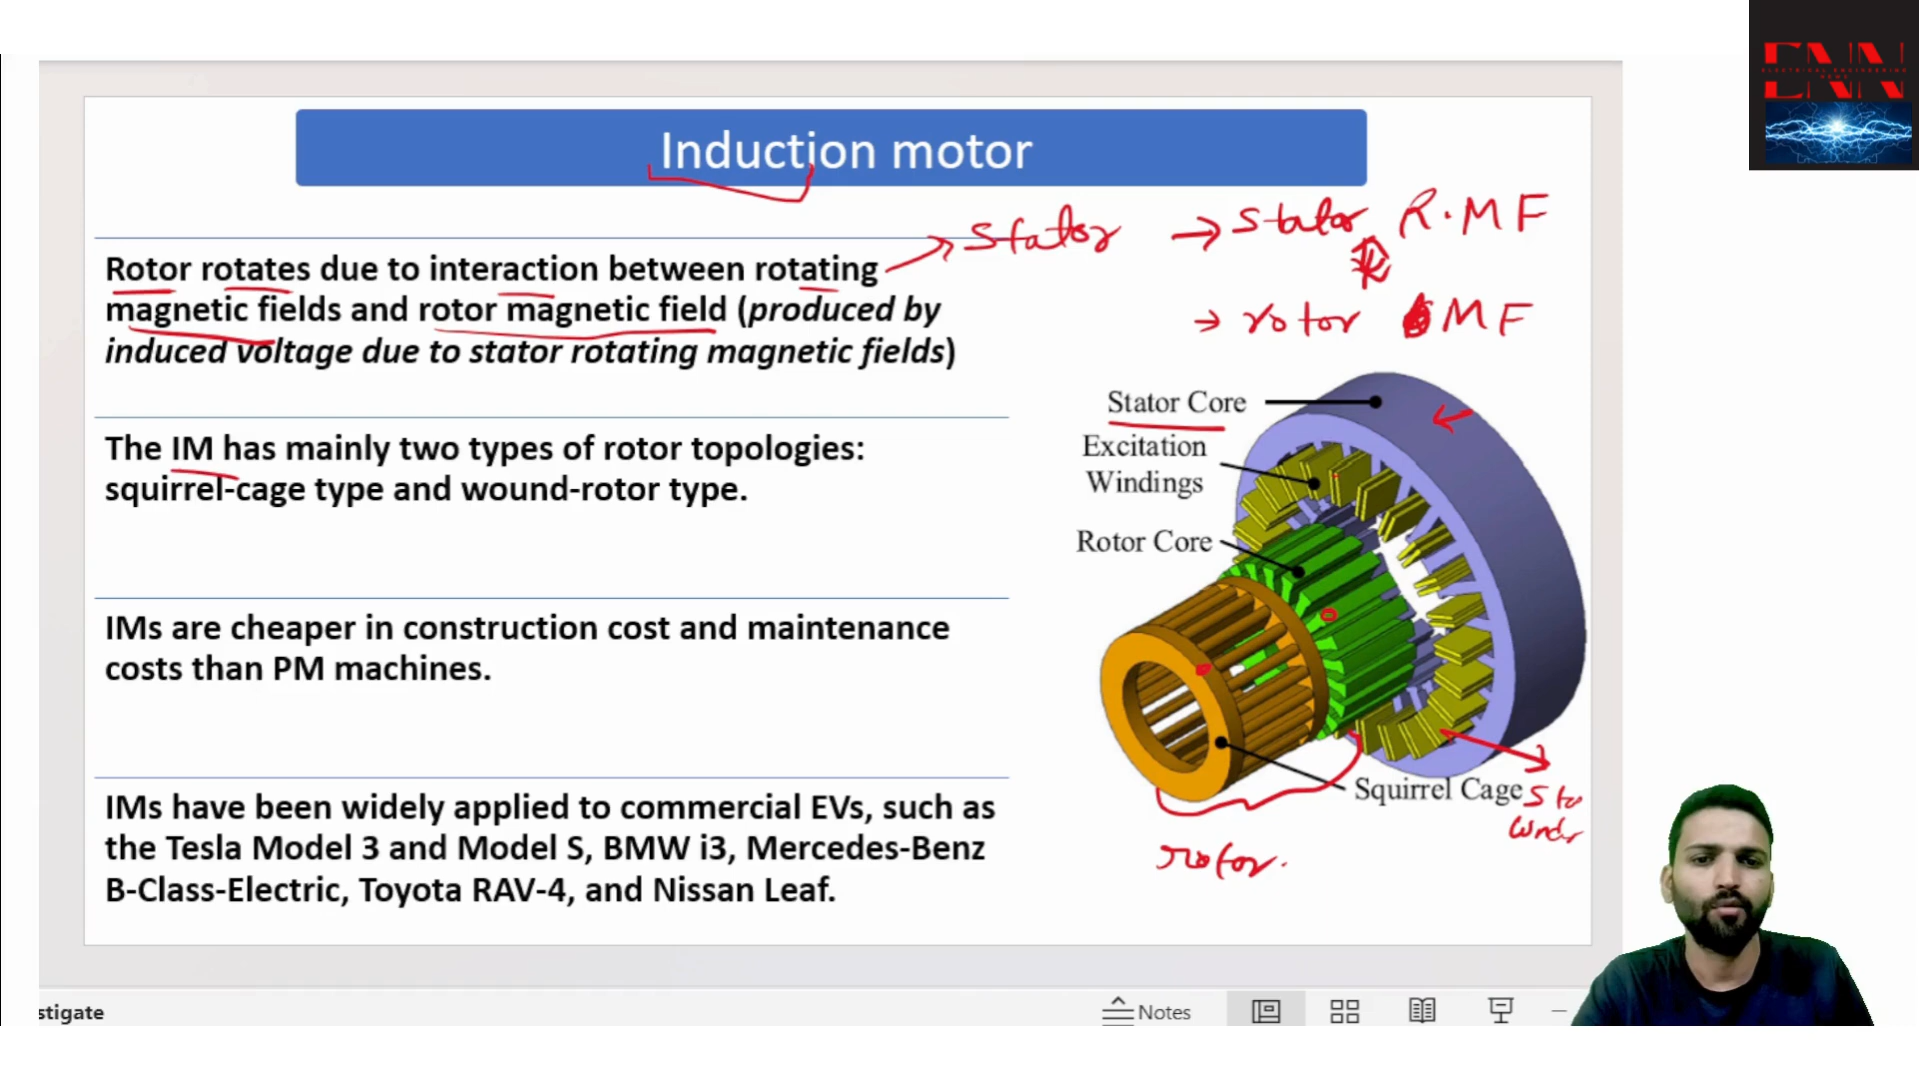 ENN
ELECTRICAL ENGINEERING
NEWS
Induction motor
Stator → Stator R.MF
→ rotor MF
Rotor rotates due to interaction between rotating
magnetic fields and rotor magnetic field (produced by
induced voltage due to stator rotating magnetic fields)
The IM has mainly two types of rotor topologies:
squirrel-cage type and wound-rotor type.
IMs are cheaper in construction cost and maintenance
costs than PM machines.
IMs have been widely applied to commercial EVs, such as
the Tesla Model 3 and Model S, BMW i3, Mercedes-Benz
B-Class-Electric, Toyota RAV-4, and Nissan Leaf.
Stator Core
Excitation
Windings
Rotor Core
Squirrel Cage
rotor.
stigate
Notes